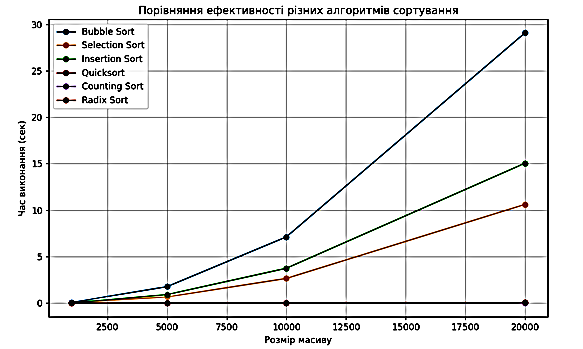 Порівняння ефективності різних алгоритмів сортування
Bubble Sort
Selection Sort
Insertion Sort
Quicksort
Counting Sort
Radix Sort
Час виконання (сек)
30
25
20
15
10
5
0
2500 5000 7500 10000 12500 15000 17500 20000
Розмір масиву